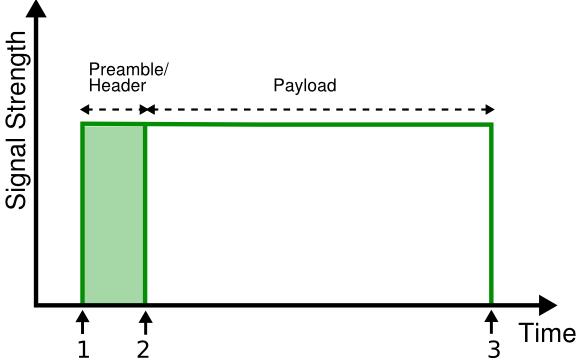 Signal Strength
Preamble/
Header
Payload
Time
1
2
3